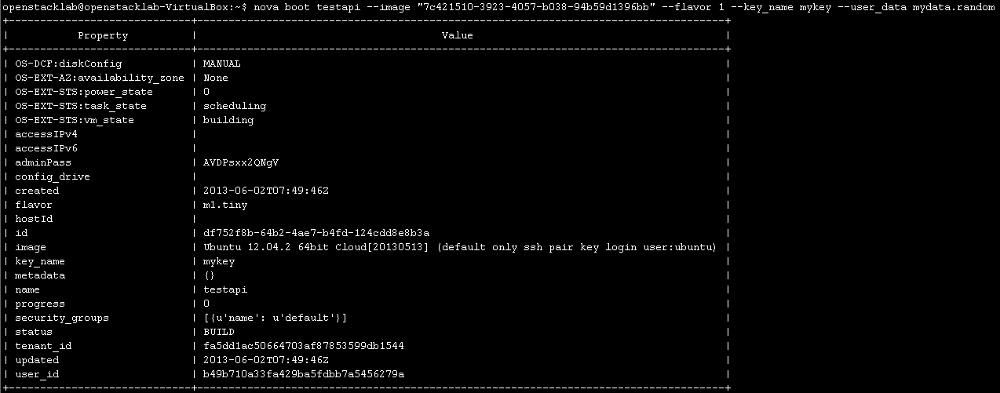 openstacklab@openstacklab-VirtualBox:~$ nova boot testapi --image "7c421510-3923-4057-b038-94b59d1396bb" --flavor 1 --key_name mykey --user_data mydata.random
+-----------------------------+------------------------------------------------------------------------------------+
| Property | Value |
+-----------------------------+------------------------------------------------------------------------------------+
| OS-DCF:diskConfig | MANUAL |
| OS-EXT-AZ:availability_zone | None |
| OS-EXT-STS:power_state | 0 |
| OS-EXT-STS:task_state | scheduling |
| OS-EXT-STS:vm_state | building |
| accessIPv4 | |
| accessIPv6 | |
| adminPass | AVDPsxx2QNgV |
| config_drive | |
| created | 2013-06-02T07:49:46Z |
| flavor | m1.tiny |
| hostId | |
| id | df752f8b-64b2-4ae7-b4fd-124cdd8e8b3a |
| image | Ubuntu 12.04.2 64bit Cloud[20130513] (default only ssh pair key login user:ubuntu) |
| key_name | mykey |
| metadata | {} |
| name | testapi |
| progress | 0 |
| security_groups | [{u'name': u'default'}] |
| status | BUILD |
| tenant_id | fa5dd1ac50664703af87853599db1544 |
| updated | 2013-06-02T07:49:46Z |
| user_id | b49b710a33fa429ba5fdbb7a5456279a |
+-----------------------------+------------------------------------------------------------------------------------+